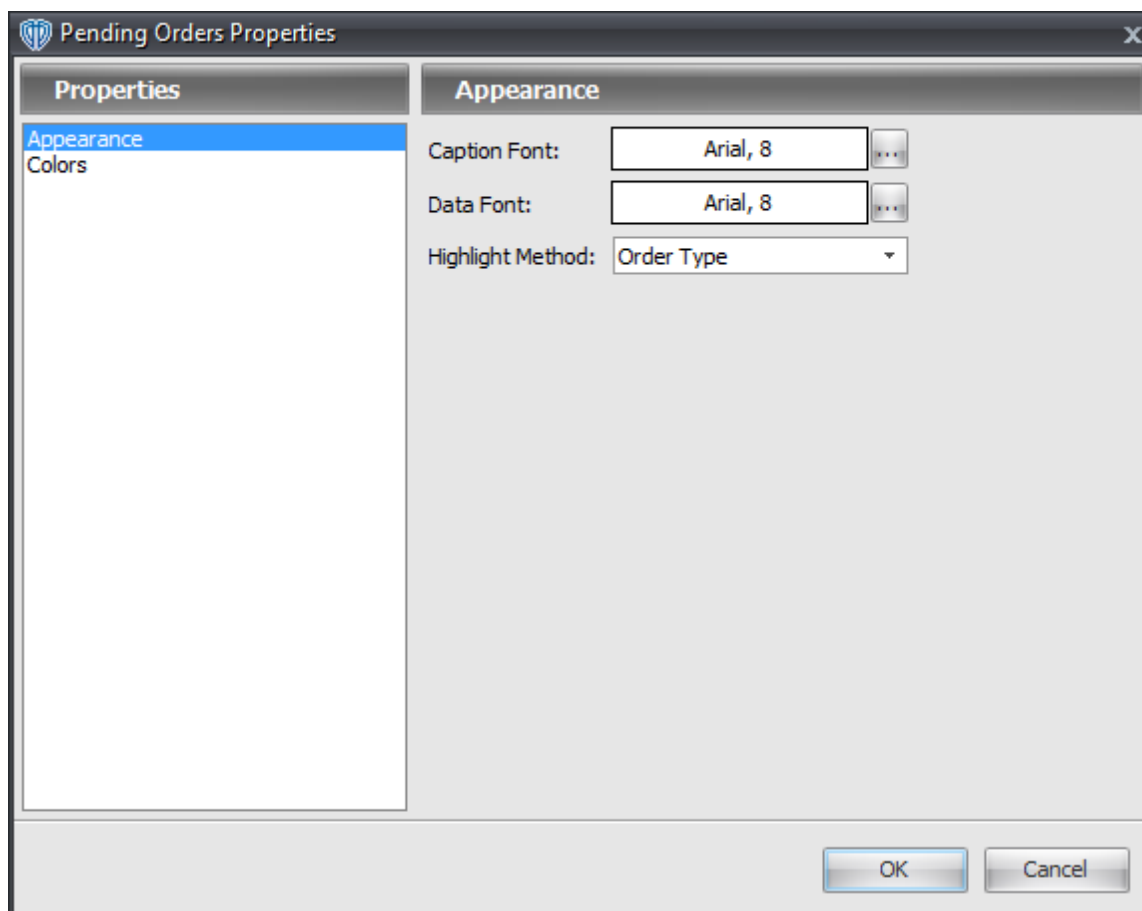 Pending Orders Properties
x
Properties
Appearance
Appearance
Colors
Caption Font:
Arial, 8
...
Data Font:
Arial, 8
...
Highlight Method:
Order Type
OK
Cancel